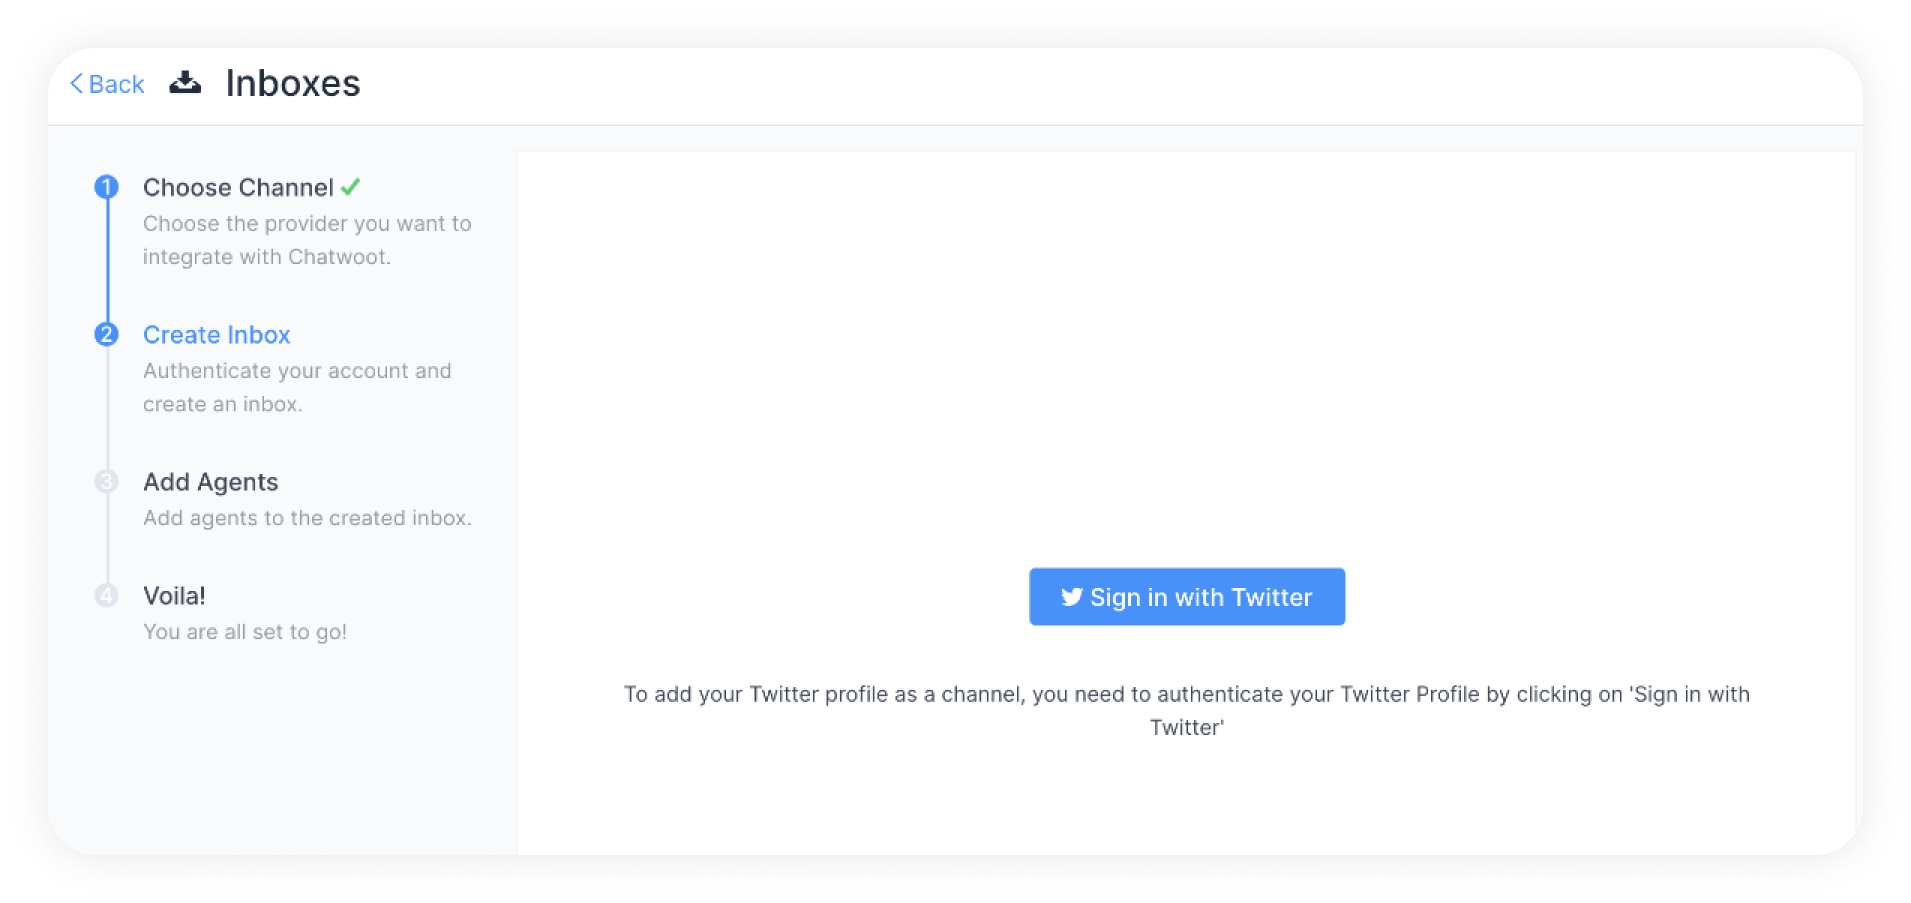 Back Inboxes
1 Choose Channel
Choose the provider you want to
integrate with Chatwoot.
2 Create Inbox
Authenticate your account and
create an inbox.
3 Add Agents
Add agents to the created inbox.
4 Voila!
You are all set to go!
Sign in with Twitter
To add your Twitter profile as a channel, you need to authenticate your Twitter Profile by clicking on 'Sign in with
Twitter'